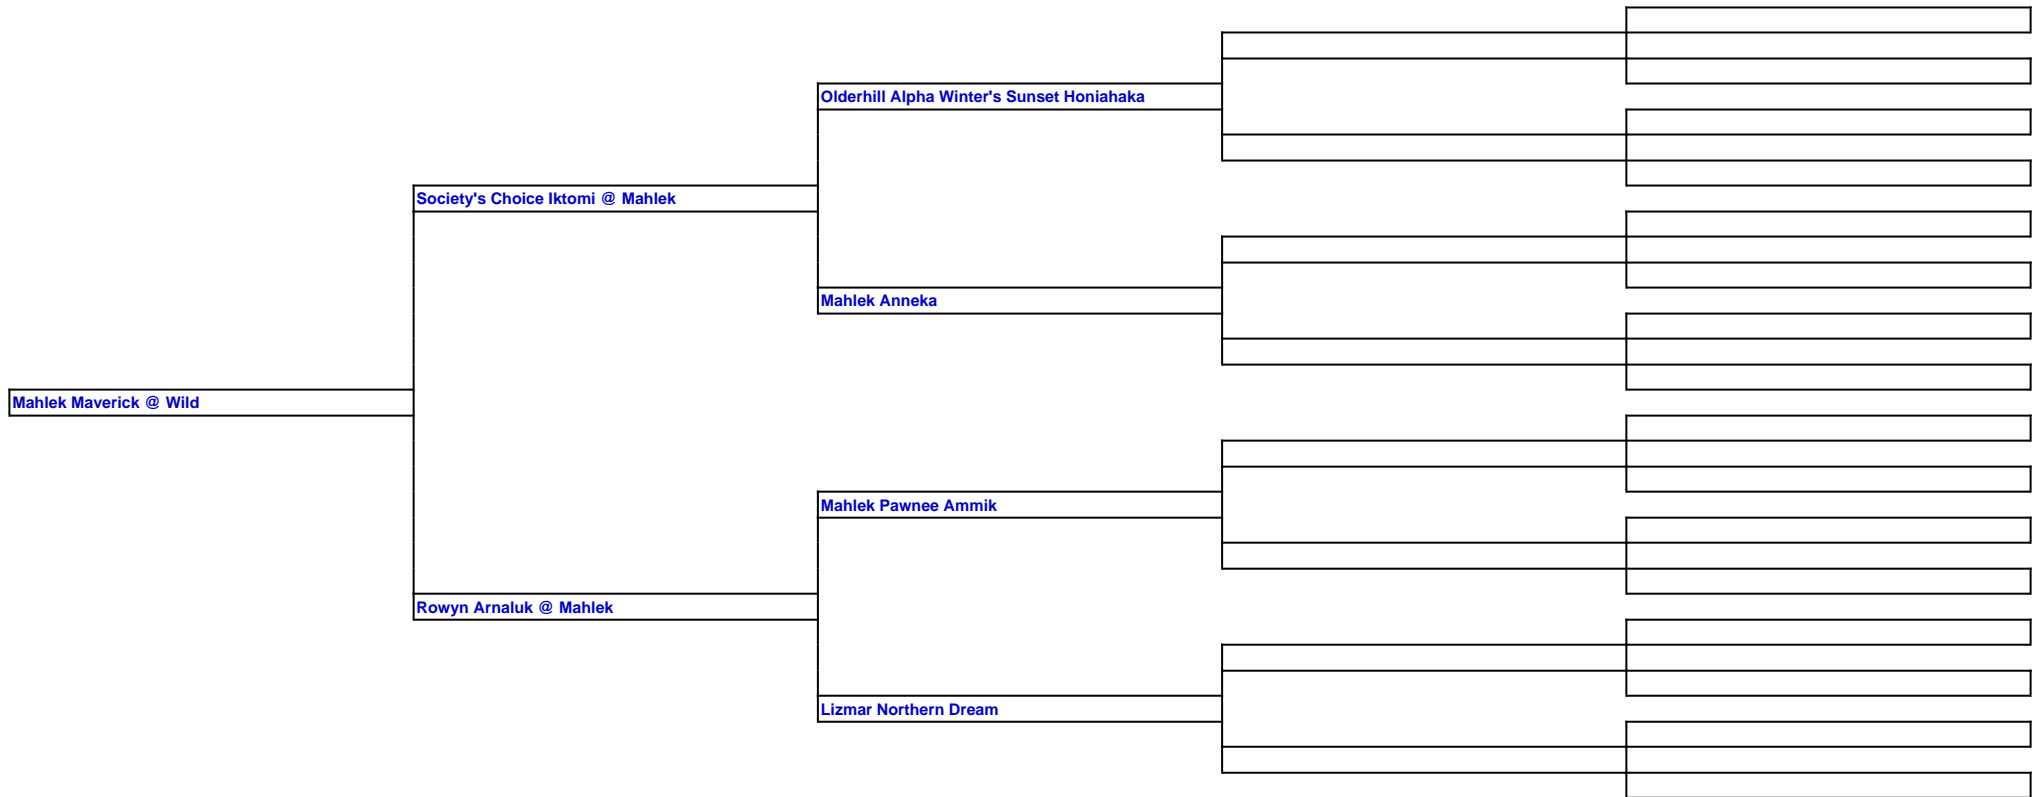 Olderhill Alpha Winter's Sunset Honiahaka
Society's Choice Iktomi @ Mahlek
Mahlek Anneka
Mahlek Maverick @ Wild
Mahlek Pawnee Ammik
Rowyn Arnaluk @ Mahlek
Lizmar Northern Dream